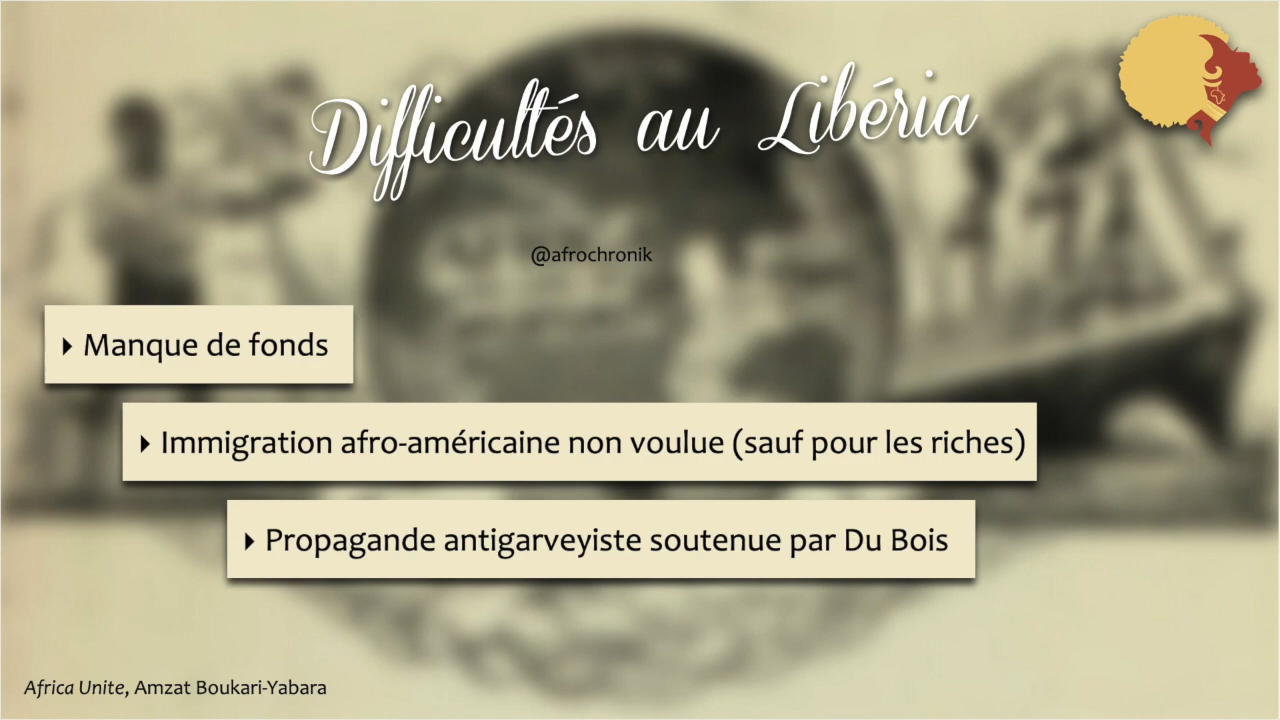 Difficultés au Libéria
@afrochronik
Manque de fonds
Immigration afro-américaine non voulue (sauf pour les riches)
Propagande antigarveyiste soutenue par Du Bois
Africa Unite, Amzat Boukari-Yabara